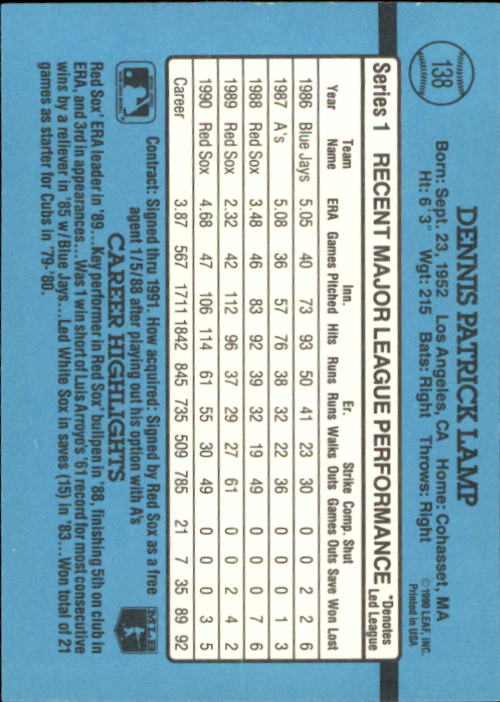 138
DENNIS PATRICK LAMP
Born: Sept. 23, 1952 Los Angeles, CA Home: Cohasset, MA
Ht: 6' 3" Wgt: 215 Bats: Right Throws: Right
© 1990 LEAF, INC.
Printed in USA
Series 1 RECENT MAJOR LEAGUE PERFORMANCE *Denotes Led League
Team Inn. Er. Strike Comp. Shut
Year Name ERA Games Pitched Hits Runs Runs Walks Outs Games Outs Save Won Lost
1986 Blue Jays 5.05 40 73 93 50 41 23 30 0 0 2 2 6
1987 A's 5.08 36 57 76 38 32 22 36 0 0 0 1 3
1988 Red Sox 3.48 46 83 92 39 32 19 49 0 0 0 7 6
1989 Red Sox 2.32 42 112 96 37 29 27 61 0 0 2 4 2
1990 Red Sox 4.68 47 106 114 61 55 30 49 0 0 0 3 5
Career 3.87 567 1711 1842 845 735 509 785 21 7 35 89 92
Contract: Signed thru 1991. How acquired: Signed by Red Sox as a free
agent 1/5/88 after playing out his option with A's
CAREER HIGHLIGHTS
MLB
Red Sox' ERA leader in '89...Key performer in Red Sox' bullpen in '88, finishing 5th on club in
ERA, and 3rd in appearances...Was 1 win short of Luis Arroyo's '61 record for most consecutive
wins by a reliever in '85 w/Blue Jays...Led White Sox in saves (15) in '83...Won total of 21
games as starter for Cubs in '79-'80.